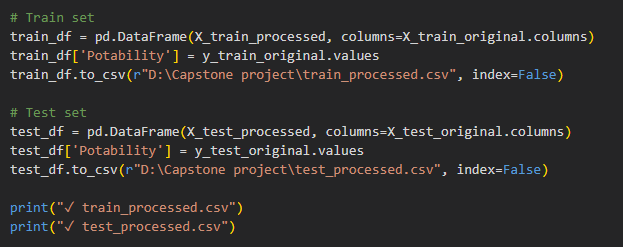 # Train set
train_df = pd.DataFrame(X_train_processed, columns=X_train_original.columns)
train_df['Potability'] = y_train_original.values
train_df.to_csv(r"D:\Capstone project\train_processed.csv", index=False)
# Test set
test_df = pd.DataFrame(X_test_processed, columns=X_test_original.columns)
test_df['Potability'] = y_test_original.values
test_df.to_csv(r"D:\Capstone project\test_processed.csv", index=False)
print("√ train_processed.csv")
print("√ test_processed.csv")